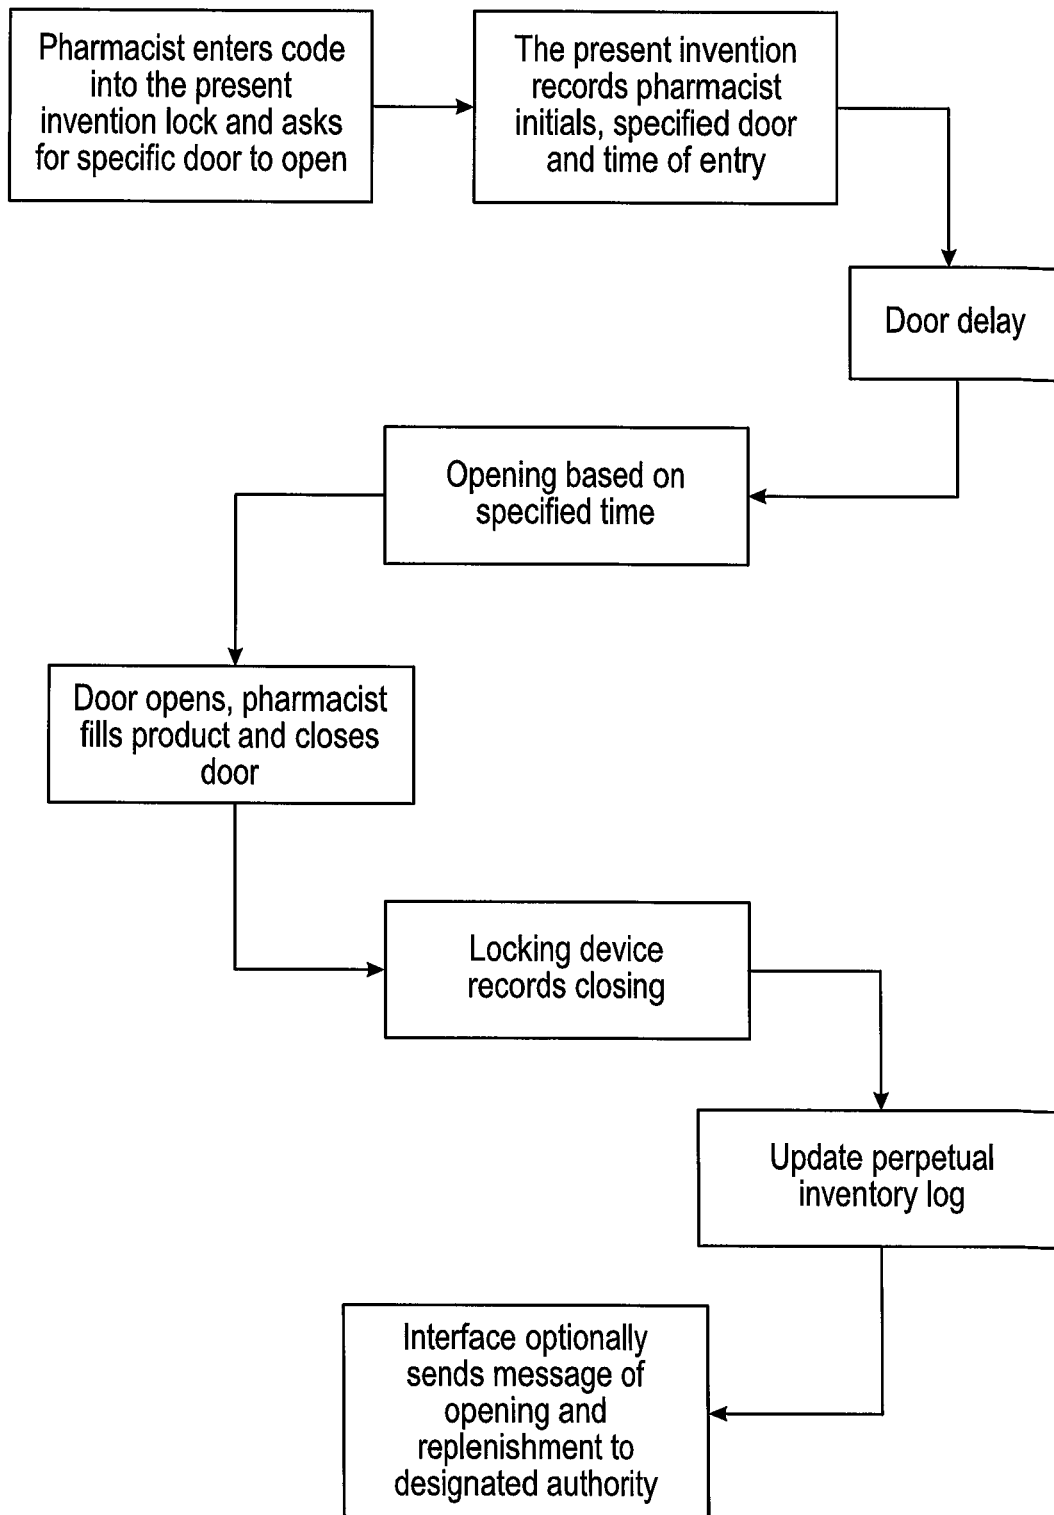 Pharmacist enters code
into the present
invention lock and asks
for specific door to open
The present invention
records pharmacist
initials, specified door
and time of entry
Door delay
Opening based on
specified time
Door opens, pharmacist
fills product and closes
door
Locking device
records closing
Update perpetual
inventory log
Interface optionally
sends message of
opening and
replenishment to
designated authority